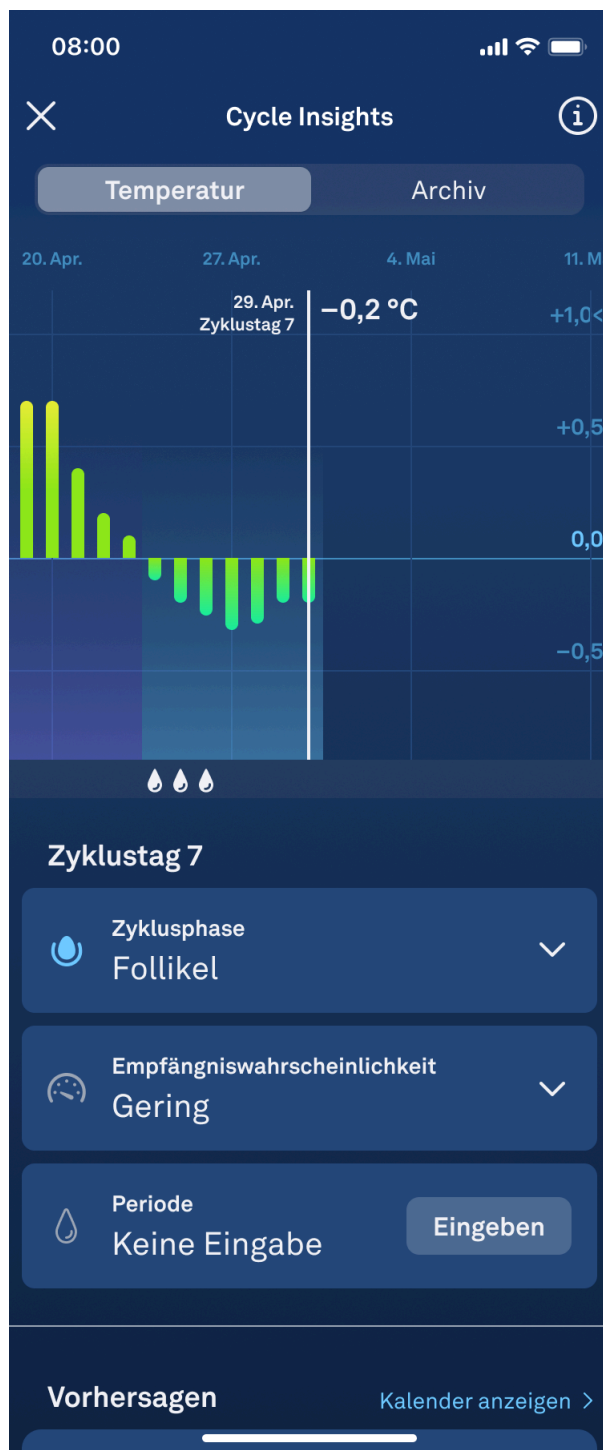 08:00
Cycle Insights
Temperatur
Archiv
20. Apr.
27. Apr.
4. Mai
11. M
29. Apr.
Zyklustag 7
−0,2 °C
+1,0<
+0,5
0,0
−0,5
Zyklustag 7
Zyklusphase
Follikel
Empfängniswahrscheinlichkeit
Gering
Periode
Keine Eingabe
Eingeben
Vorhersagen
Kalender anzeigen >